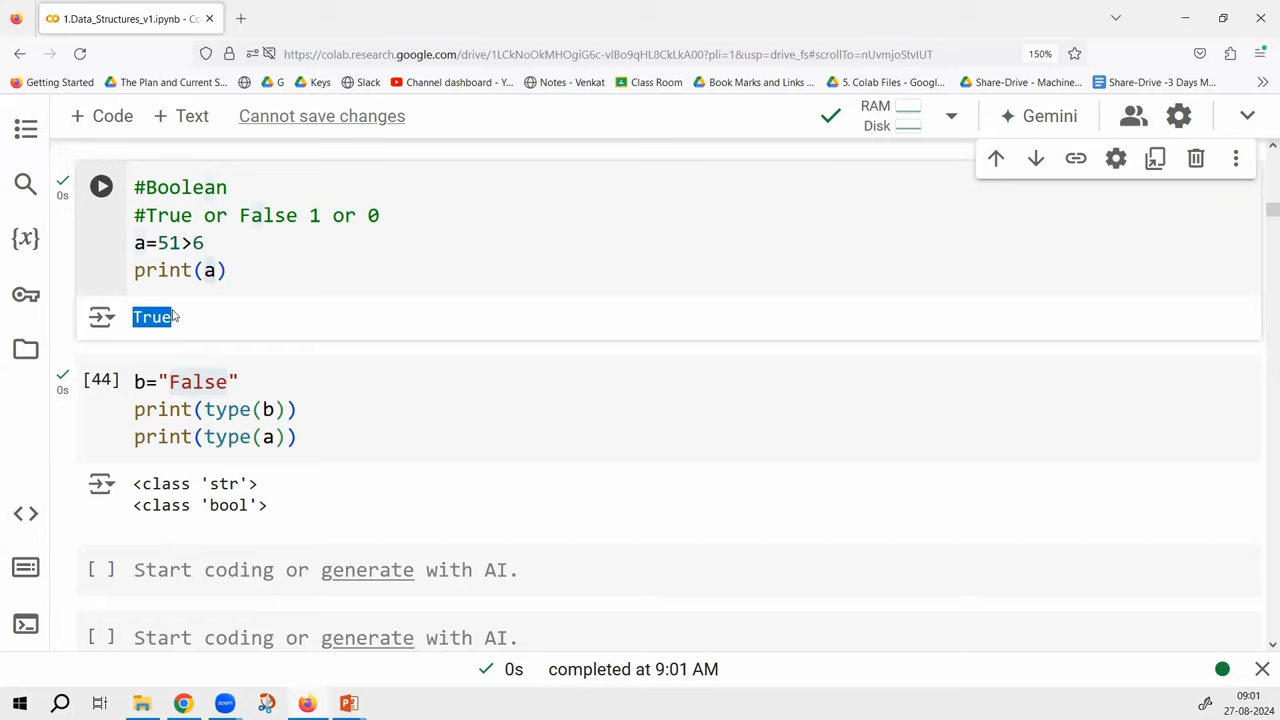 1.Data_Structures_v1.ipynb - Co
https://colab.research.google.com/drive/1LCkNoOkMHOgiG6c-vlBo9qHL8CkLkA00?pli=1&usp=drive_fs#scrollTo=nUvmjoStvIUT
150%
Getting Started
The Plan and Current S...
G
Keys
Slack
Channel dashboard - Y...
Notes - Venkat
Class Room
Book Marks and Links ...
5. Colab Files - Googl...
Share-Drive - Machine...
Share-Drive -3 Days M...
+ Code
+ Text
Cannot save changes
RAM
Disk
Gemini
0s
#Boolean
#True or False 1 or 0
a=51>6
print(a)
True
[44]
0s
b="False"
print(type(b))
print(type(a))
<class 'str'>
<class 'bool'>
[ ] Start coding or generate with AI.
[ ] Start coding or generate with AI.
0s completed at 9:01 AM
zoom
09:01
27-08-2024